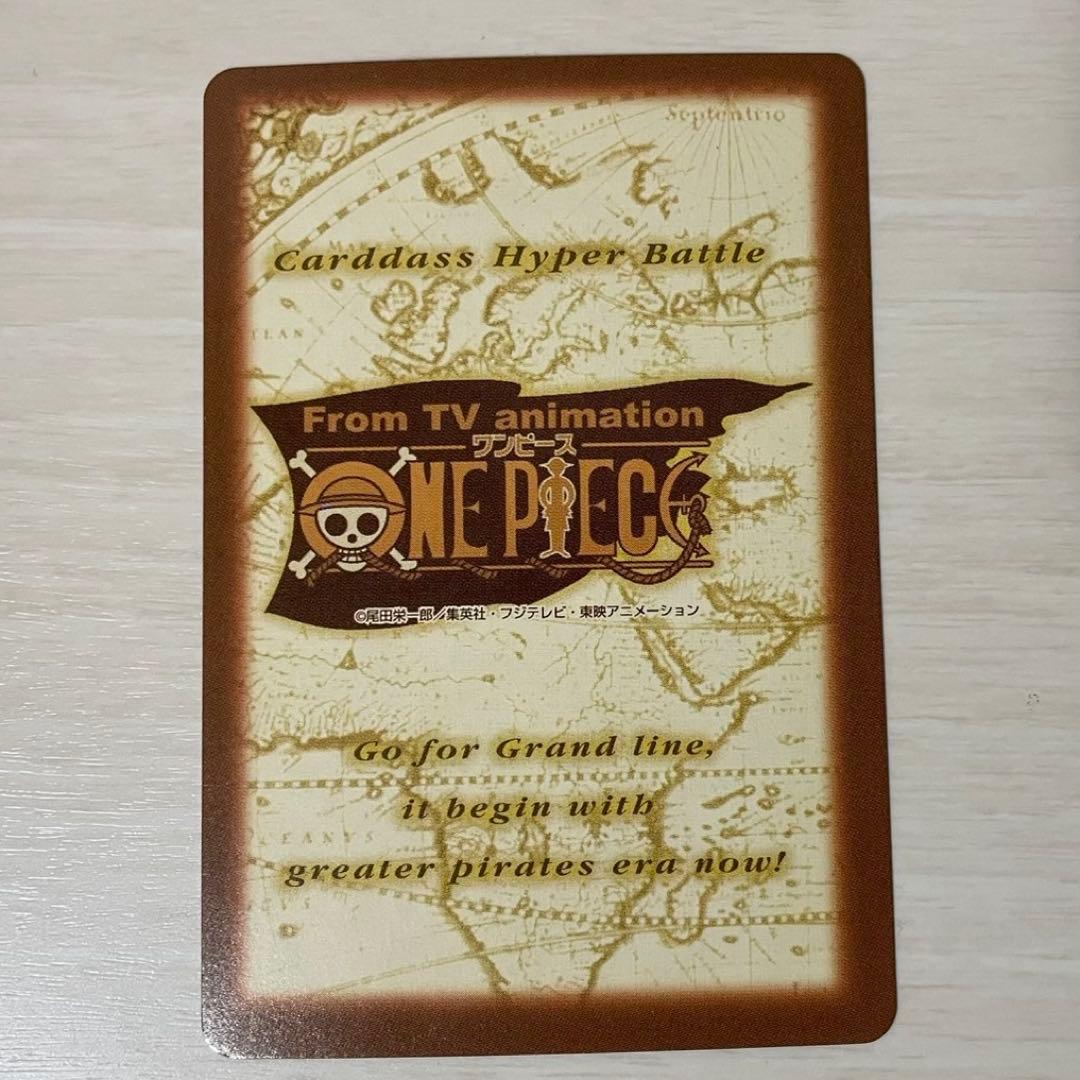 Septentrio
Carddass Hyper Battle
From TV animation
ワンピース
ONE PIECE
©尾田栄一郎／集英社・フジテレビ・東映アニメーション
Go for Grand line,
it begin with
greater pirates era now!